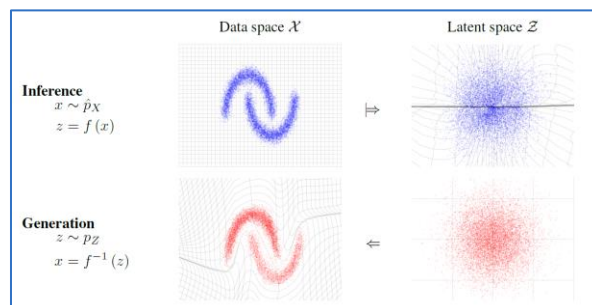 Data space 𝒳
Latent space 𝒵
Inference
x ∼ p̂_X
z = f (x)
⇒
Generation
z ∼ p_Z
x = f⁻¹ (z)
⇐